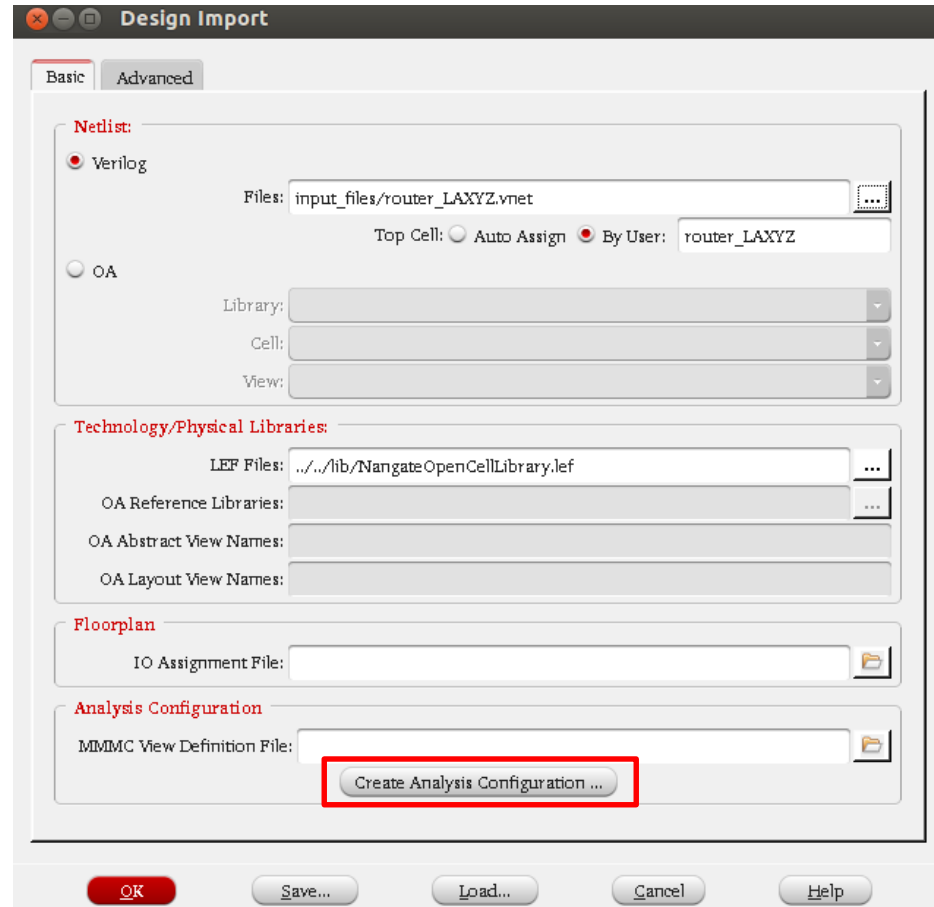 Design Import
Basic Advanced
Netlist:
Verilog
Files: input_files/router_LAXYZ.vnet ...
Top Cell: Auto Assign By User: router_LAXYZ
OA
Library:
Cell:
View:
Technology/Physical Libraries:
LEF Files: ../../lib/NangateOpenCellLibrary.lef ...
OA Reference Libraries: ...
OA Abstract View Names:
OA Layout View Names:
Floorplan
IO Assignment File:
Analysis Configuration
MMMC View Definition File:
Create Analysis Configuration ...
OK Save... Load... Cancel Help